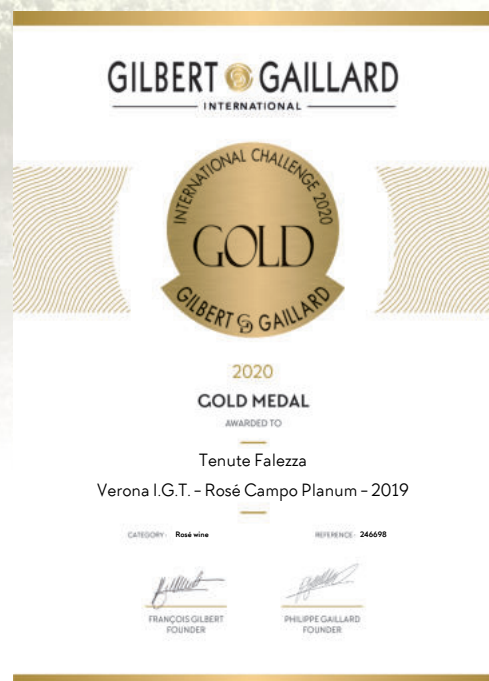 GILBERT GAILLARD
INTERNATIONAL
INTERNATIONAL CHALLENGE 2020
GOLD
GILBERT GG GAILLARD
2020
GOLD MEDAL
AWARDED TO
Tenute Falezza
Verona I.G.T. – Rosé Campo Planum – 2019
CATEGORY: Rosé wine REFERENCE: 246698
FRANÇOIS GILBERT PHILIPPE GAILLARD
FOUNDER FOUNDER